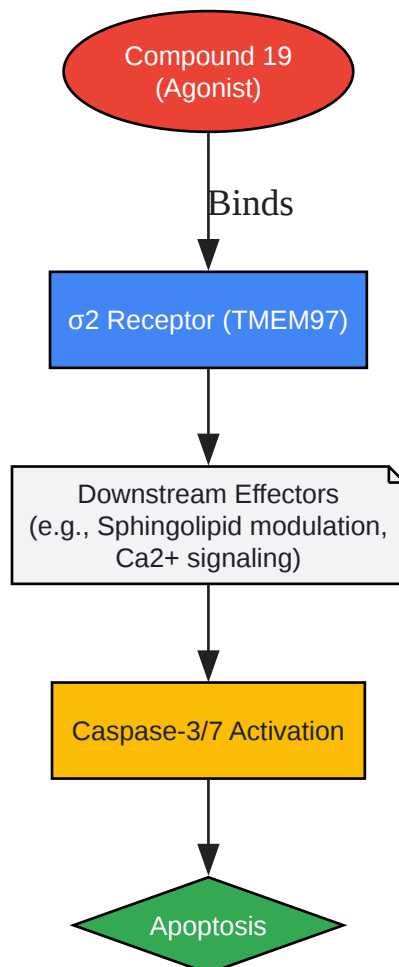 Compound 19
(Agonist)
Binds
σ2 Receptor (TMEM97)
Downstream Effectors
(e.g., Sphingolipid modulation,
Ca2+ signaling)
Caspase-3/7 Activation
Apoptosis